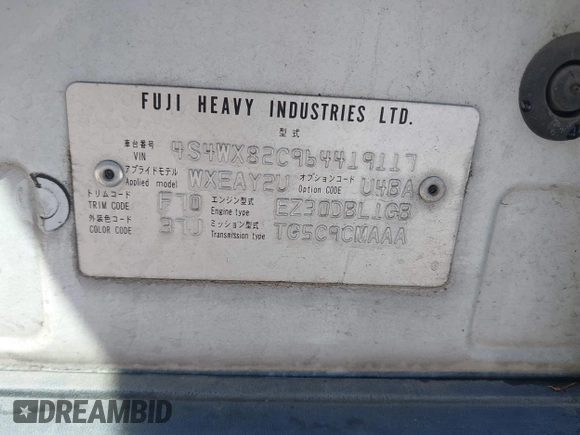 FUJI HEAVY INDUSTRIES LTD.
型式
車台番号
VIN 4S4WX82C964419117
アプライドモデル
Applied model WXEAY2U オプションコード Option CODE U48A
トリムコード
TRIM CODE F70 エンジン型式 Engine type EZ30DBL1GB
外装色コード
COLOR CODE 37J ミッション型式 Transmission type TG5C9CMAAA
DREAMBID